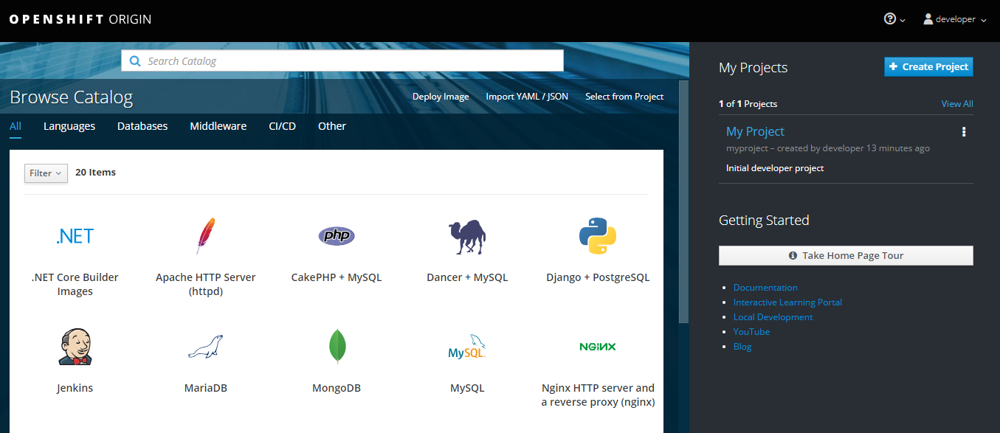 OPENSHIFT ORIGIN
developer
Search Catalog
Browse Catalog
Deploy Image
Import YAML / JSON
Select from Project
All
Languages
Databases
Middleware
CI/CD
Other
Filter
20 Items
.NET
.NET Core Builder
Images
Apache HTTP Server
(httpd)
php
CakePHP + MySQL
Dancer + MySQL
Django + PostgreSQL
Jenkins
MariaDB
MongoDB
MySQL
MySQL
NGINX
Nginx HTTP server and
a reverse proxy (nginx)
My Projects
Create Project
1 of 1 Projects
View All
My Project
myproject – created by developer 13 minutes ago
Initial developer project
Getting Started
Take Home Page Tour
Documentation
Interactive Learning Portal
Local Development
YouTube
Blog